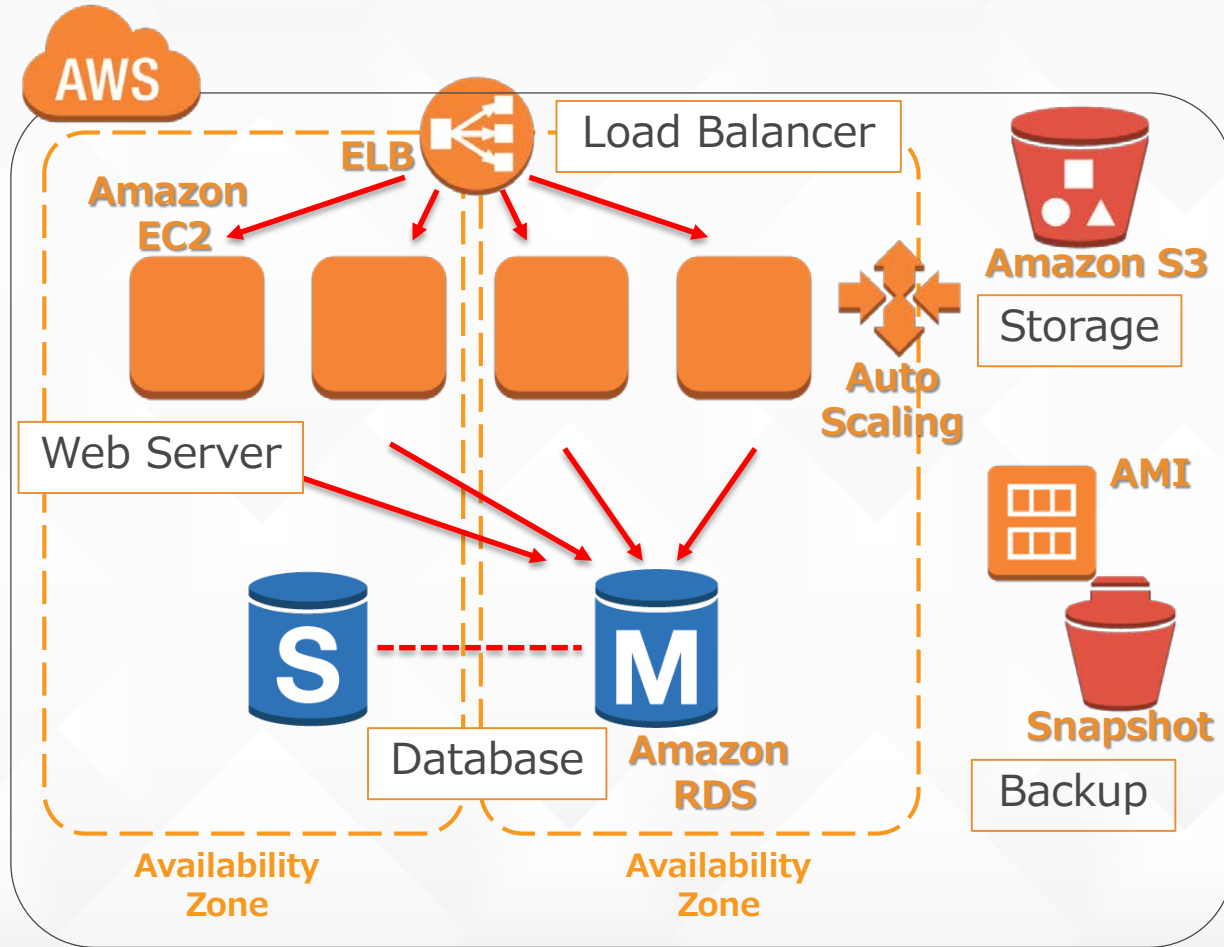 AWS
Load Balancer
ELB
Amazon
EC2
Amazon S3
Storage
Auto
Scaling
Web Server
AMI
S
M
Snapshot
Database
Amazon
RDS
Backup
Availability
Zone
Availability
Zone